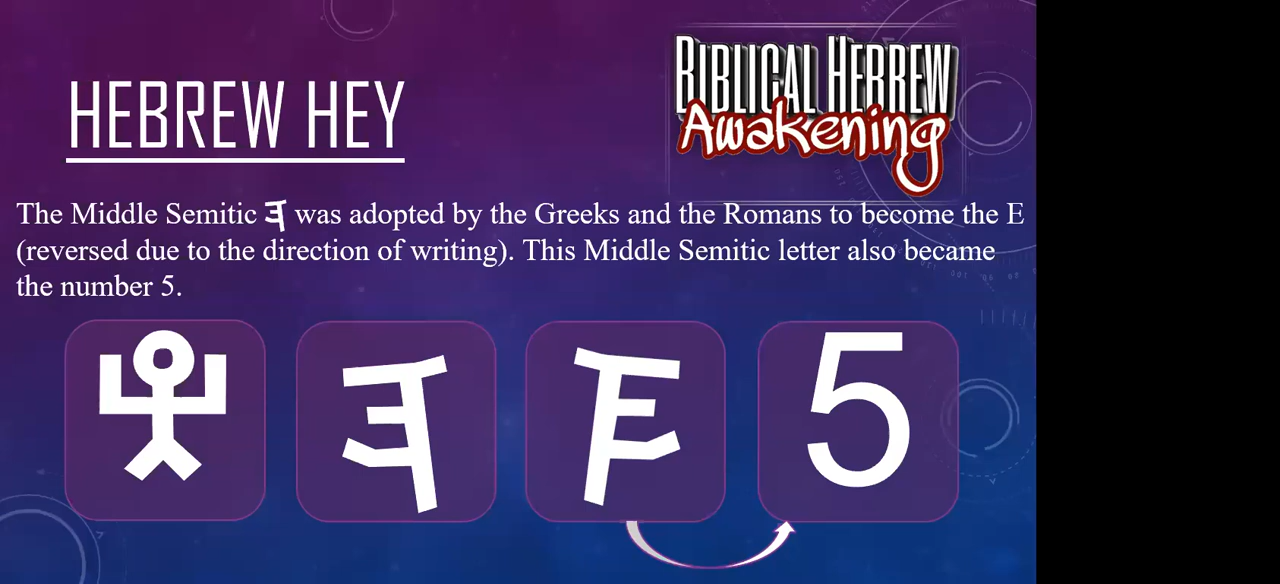 BIBLICAL HEBREW
Awakening
HEBREW HEY
The Middle Semitic 𐤄 was adopted by the Greeks and the Romans to become the E
(reversed due to the direction of writing). This Middle Semitic letter also became
the number 5.
𐤄 5